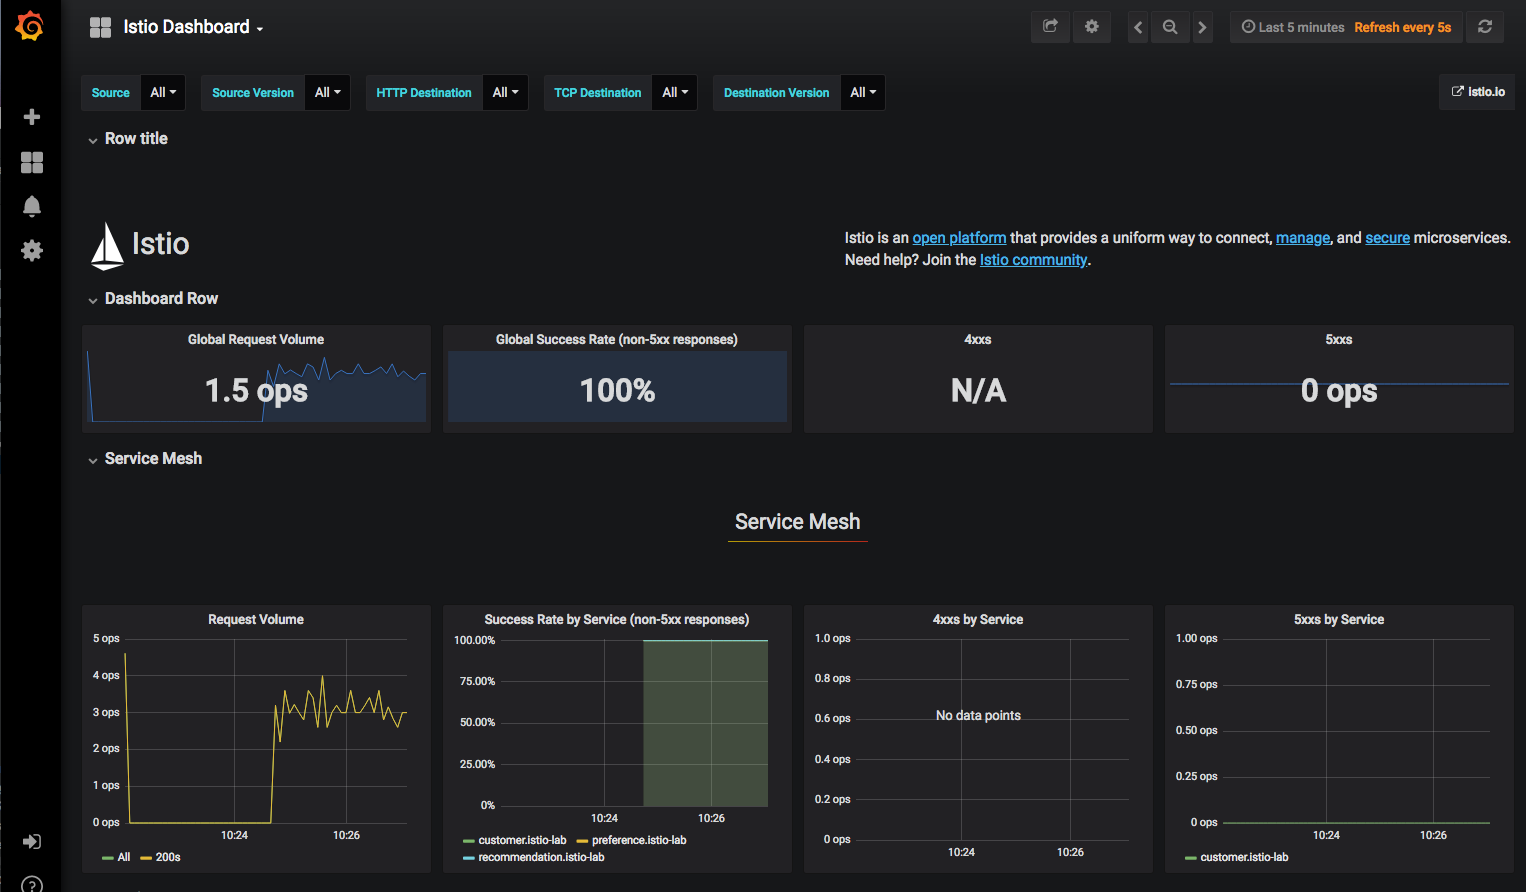 Istio Dashboard
Last 5 minutes Refresh every 5s
Source All Source Version All HTTP Destination All TCP Destination All Destination Version All istio.io
Row title
Istio
Istio is an open platform that provides a uniform way to connect, manage, and secure microservices.
Need help? Join the Istio community.
Dashboard Row
Global Request Volume
1.5 ops
Global Success Rate (non-5xx responses)
100%
4xxs
N/A
5xxs
0 ops
Service Mesh
Service Mesh
Request Volume
5 ops
4 ops
3 ops
2 ops
1 ops
0 ops
10:24 10:26
All 200s
Success Rate by Service (non-5xx responses)
100.00%
75.00%
50.00%
25.00%
0%
10:24 10:26
customer.istio-lab preference.istio-lab
recommendation.istio-lab
4xxs by Service
1.0 ops
0.8 ops
0.6 ops
No data points
0.4 ops
0.2 ops
0 ops
10:24 10:26
5xxs by Service
1.00 ops
0.75 ops
0.50 ops
0.25 ops
0 ops
10:24 10:26
customer.istio-lab